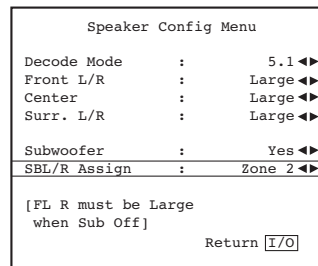 Speaker Config Menu
Decode Mode : 5.1◀▶
Front L/R : Large◀▶
Center : Large◀▶
Surr. L/R : Large◀▶
Subwoofer : Yes◀▶
SBL/R Assign : Zone 2◀▶
[FL R must be Large
when Sub Off]
Return I/O